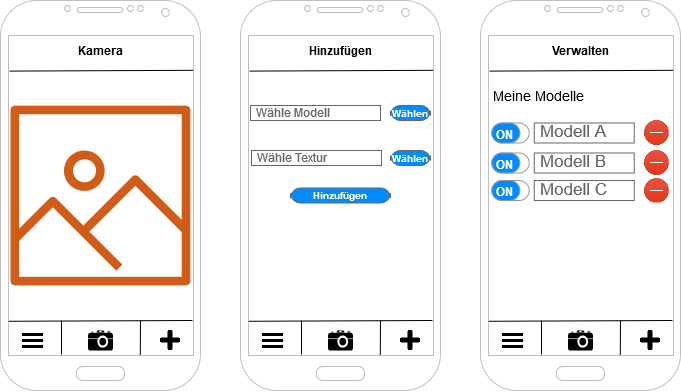 Kamera
Hinzufügen
Wähle Modell
Wählen
Wähle Textur
Wählen
Hinzufügen
Verwalten
Meine Modelle
ON Modell A
ON Modell B
ON Modell C